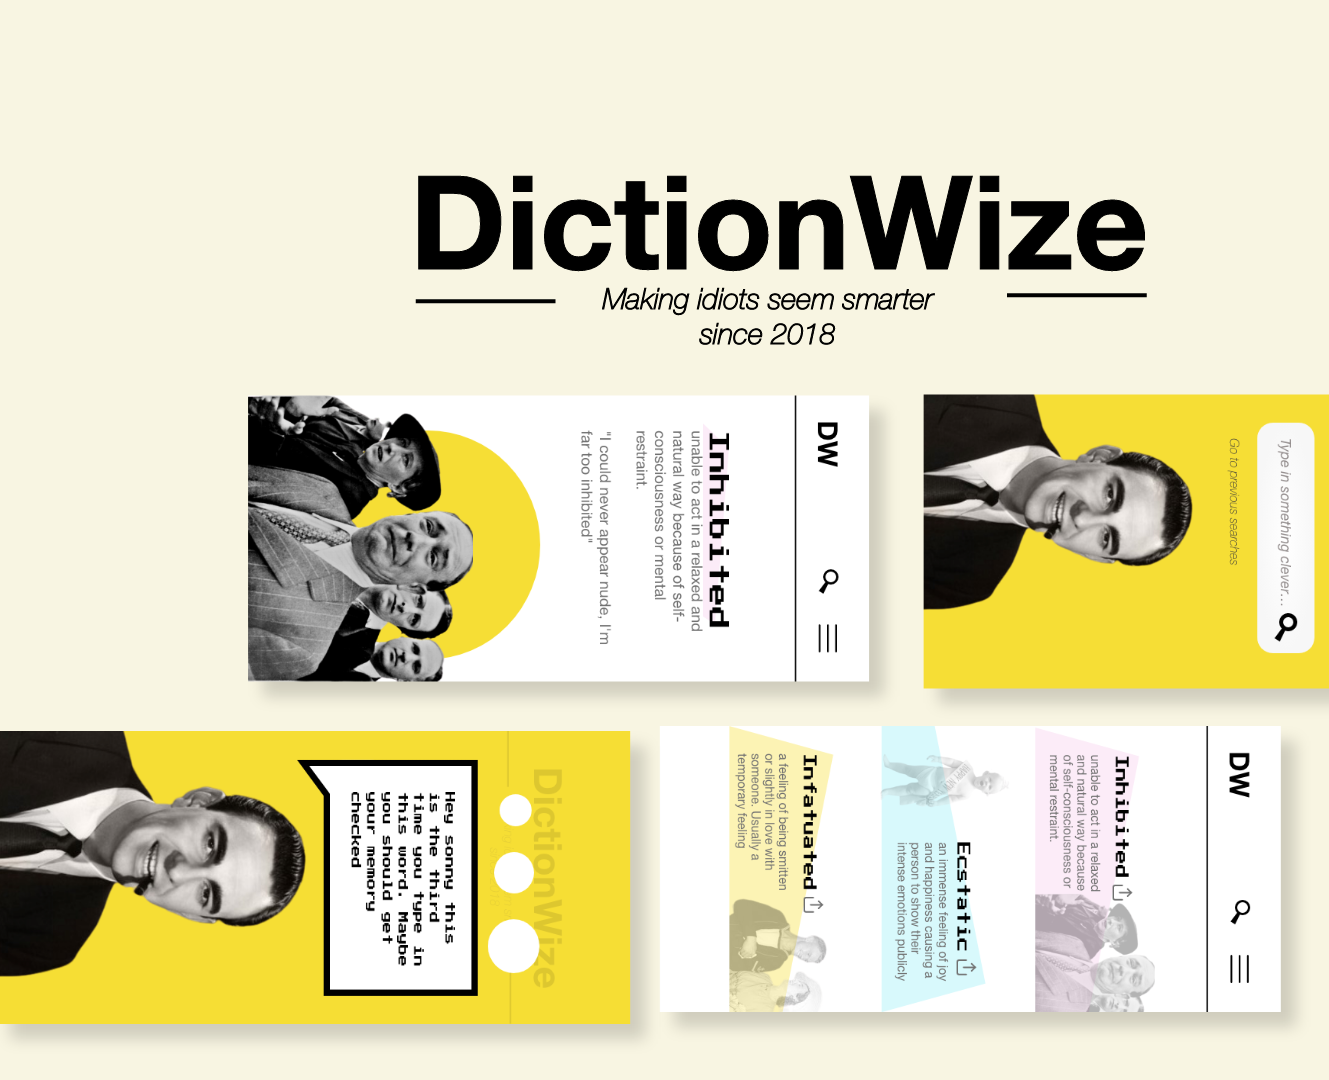 DictionWize
Making idiots seem smarter
since 2018
DW
Inhibited
unable to act in a relaxed and
natural way because of self-
consciousness or mental
restraint.
"I could never appear nude, I'm
far too inhibited"
Type in something clever...
Go to previous searches
DictionWize
Hey sonny this
is the third
time you type in
this word. Maybe
you should get
your memory
checked
DW
Inhibited
unable to act in a relaxed
and natural way because
of self-consciousness or
mental restraint.
Ecstatic
an immense feeling of joy
and happiness causing a
person to show their
intense emotions publicly
Infatuated
a feeling of being smitten
or slightly in love with
someone. Usually a
temporary feeling